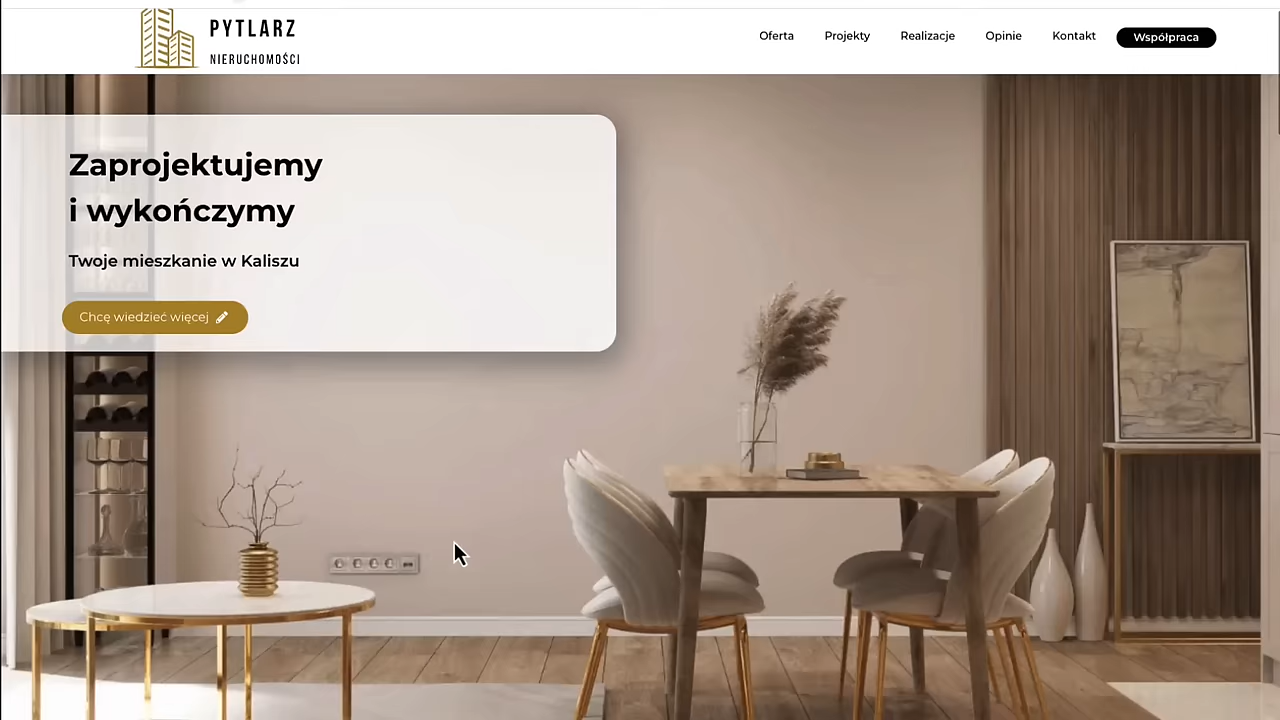 PYTLARZ
NIERUCHOMOŚCI
Oferta
Projekty
Realizacje
Opinie
Kontakt
Współpraca
Zaprojektujemy
i wykończymy
Twoje mieszkanie w Kaliszu
Chcę wiedzieć więcej